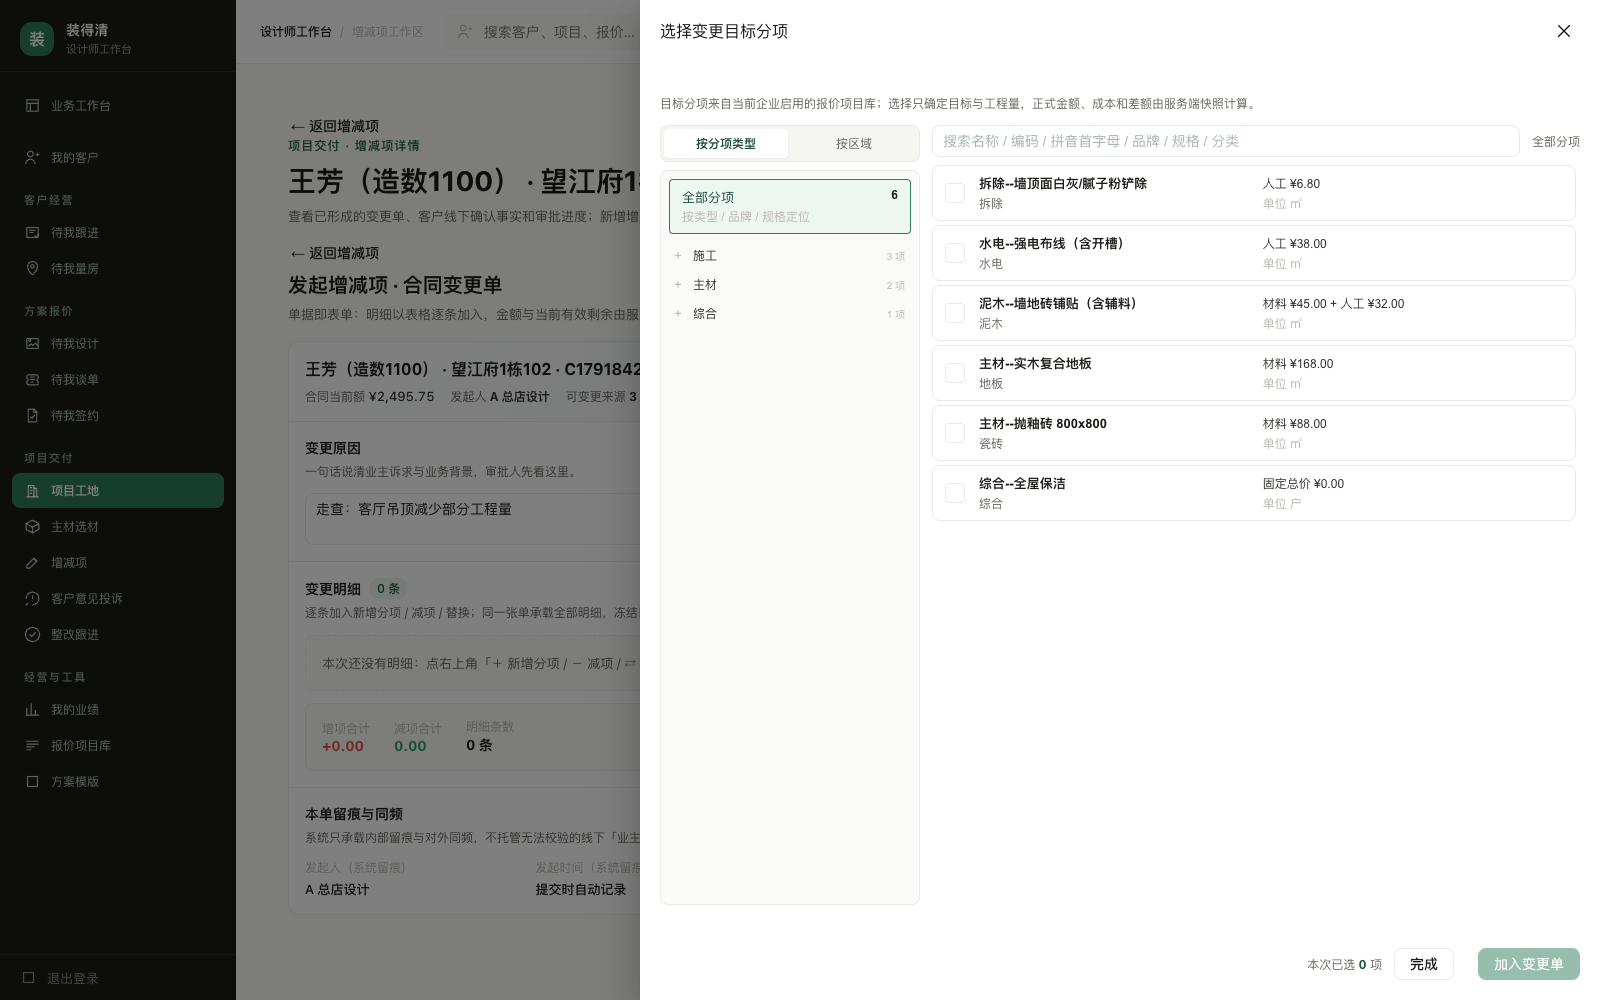 装
装得清
设计师工作台
业务工作台
我的客户
客户经营
待我跟进
待我量房
方案报价
待我设计
待我谈单
待我签约
项目交付
项目工地
主材选材
增减项
客户意见投诉
整改跟进
经营与工具
我的业绩
报价项目库
方案模版
退出登录
设计师工作台 / 增减项工作区
搜索客户、项目、报价...
← 返回增减项
项目交付 · 增减项详情
王芳（造数1100） · 望江府1
查看已形成的变更单、客户线下确认事实和审批进度；新增增
← 返回增减项
发起增减项 · 合同变更单
单据即表单：明细以表格逐条加入，金额与当前有效剩余由服
王芳（造数1100） · 望江府1栋102 · C1791842
合同当前额 ¥2,495.75 发起人 A 总店设计 可变更来源 3
变更原因
一句话说清业主诉求与业务背景，审批人先看这里。
走查：客厅吊顶减少部分工程量
变更明细 0 条
逐条加入新增分项 / 减项 / 替换；同一张单承载全部明细，冻结
本次还没有明细：点右上角「＋ 新增分项 / － 减项 / ⇄
增项合计 减项合计 明细条数
+0.00 0.00 0 条
本单留痕与同频
系统只承载内部留痕与对外同频，不托管无法校验的线下「业主
发起人（系统留痕） 发起时间（系统留痕
A 总店设计 提交时自动记录
选择变更目标分项
目标分项来自当前企业启用的报价项目库；选择只确定目标与工程量，正式金额、成本和差额由服务端快照计算。
按分项类型 按区域
全部分项 6
按类型 / 品牌 / 规格定位
+ 施工 3 项
+ 主材 2 项
+ 综合 1 项
搜索名称 / 编码 / 拼音首字母 / 品牌 / 规格 / 分类 全部分项
拆除--墙顶面白灰/腻子粉铲除 人工 ¥6.80
拆除 单位 ㎡
水电--强电布线（含开槽） 人工 ¥38.00
水电 单位 ㎡
泥木--墙地砖铺贴（含辅料） 材料 ¥45.00 + 人工 ¥32.00
泥木 单位 ㎡
主材--实木复合地板 材料 ¥168.00
地板 单位 ㎡
主材--抛釉砖 800x800 材料 ¥88.00
瓷砖 单位 ㎡
综合--全屋保洁 固定总价 ¥0.00
综合 单位 户
本次已选 0 项 完成 加入变更单